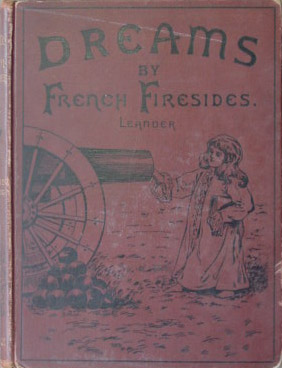 DREAMS
BY
FRENCH FIRESIDES.
LEANDER